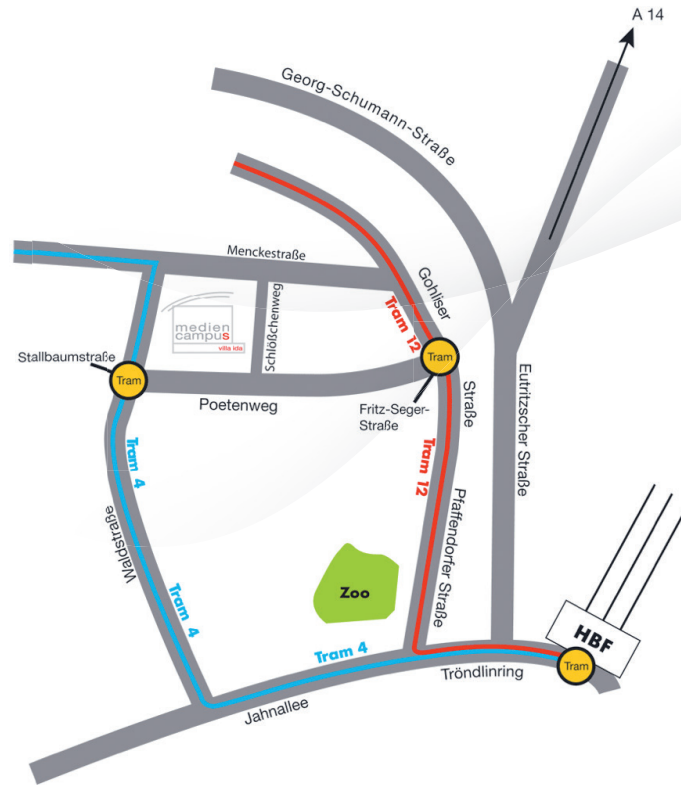 A 14
Georg-Schumann-Straße
Menckestraße
Gohliser
Tram 12
medien
campus
villa ida
Schlößchenweg
Stallbaumstraße
Tram
Tram
Poetenweg
Fritz-Seger-
Straße
Straße
Eutritzscher Straße
Tram 4
Tram 12
Waldstraße
Pfaffendorfer Straße
Zoo
Tram 4
Tram 4
HBF
Tram
Tröndlinring
Jahnallee